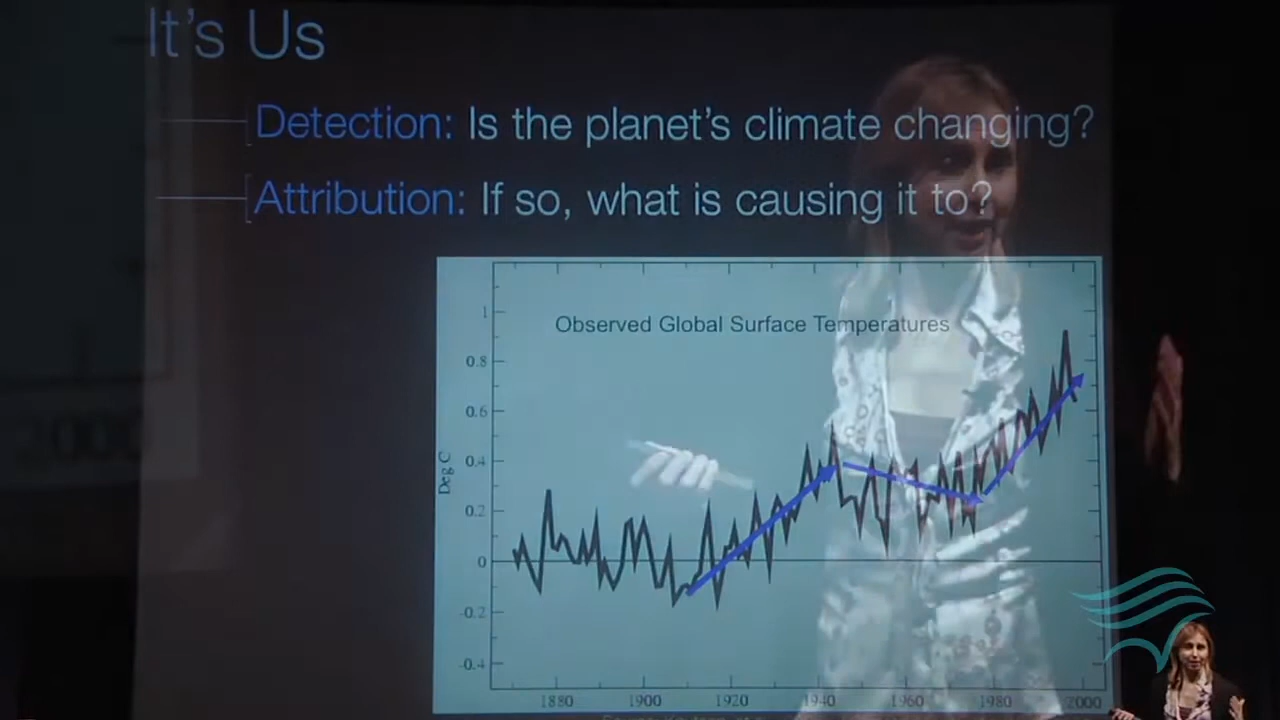 It's Us
Detection: Is the planet's climate changing?
Attribution: If so, what is causing it to?
Observed Global Surface Temperatures
Deg C
1
0.8
0.6
0.4
0.2
0
-0.2
-0.4
1880 1900 1920 1940 1960 1980 2000
2000